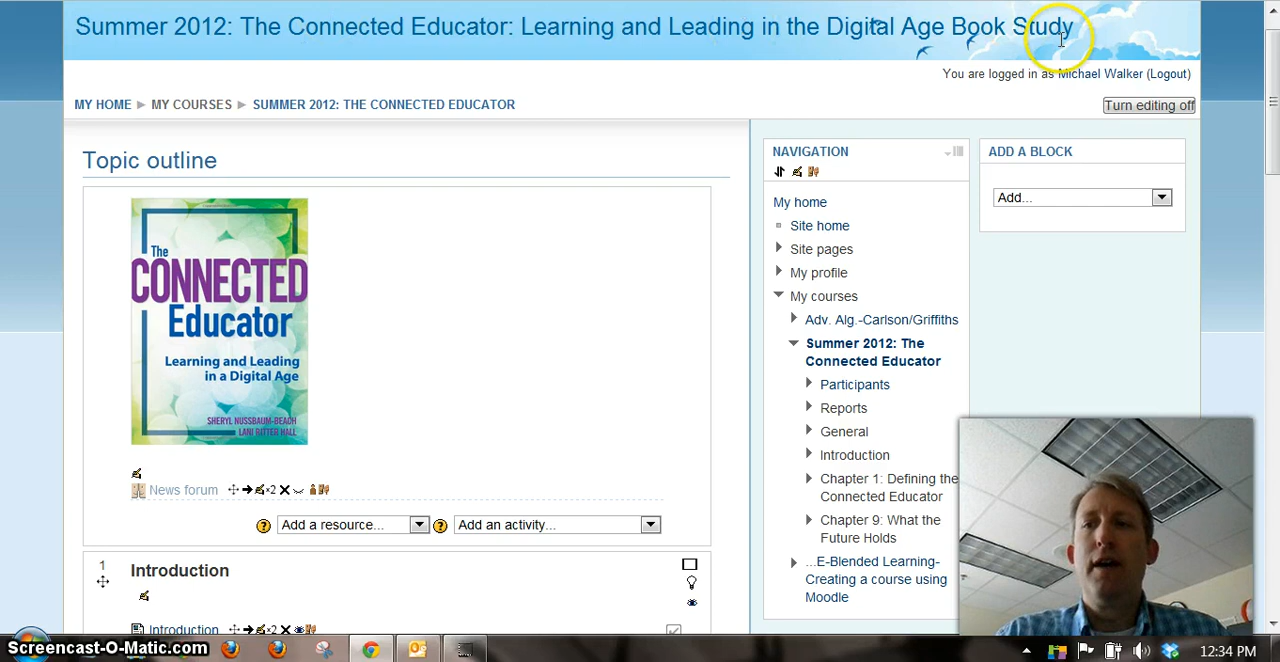 Summer 2012: The Connected Educator: Learning and Leading in the Digital Age Book Study
You are logged in as Michael Walker (Logout)
MY HOME ► MY COURSES ► SUMMER 2012: THE CONNECTED EDUCATOR
Turn editing off
Topic outline
The
CONNECTED
Educator
Learning and Leading
in a Digital Age
SHERYL NUSSBAUM-BEACH
LANI RITTER HALL
News forum
×2
Add a resource...
Add an activity...
1
Introduction
Introduction
×2
NAVIGATION
My home
Site home
Site pages
My profile
My courses
Adv. Alg.-Carlson/Griffiths
Summer 2012: The
Connected Educator
Participants
Reports
General
Introduction
Chapter 1: Defining the
Connected Educator
Chapter 9: What the
Future Holds
...E-Blended Learning-
Creating a course using
Moodle
ADD A BLOCK
Add...
Screencast-O-Matic.com
12:34 PM